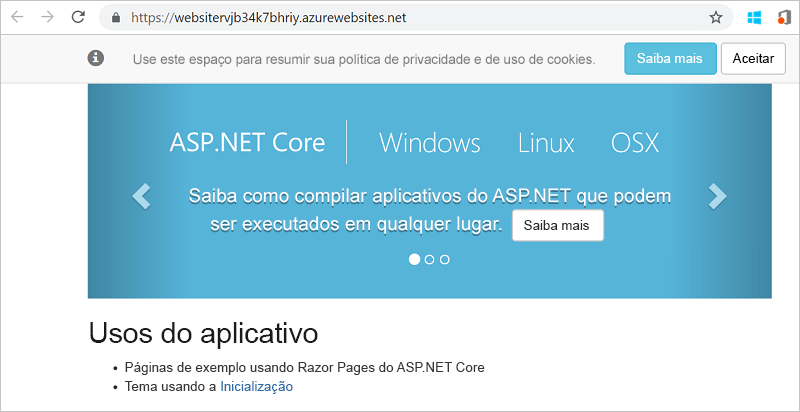 https://websitervjb34k7bhriy.azurewebsites.net
Use este espaço para resumir sua política de privacidade e de uso de cookies.
Saiba mais
Aceitar
ASP.NET Core
Windows
Linux
OSX
Saiba como compilar aplicativos do ASP.NET que podem
ser executados em qualquer lugar.
Saiba mais
Usos do aplicativo
Páginas de exemplo usando Razor Pages do ASP.NET Core
Tema usando a Inicialização